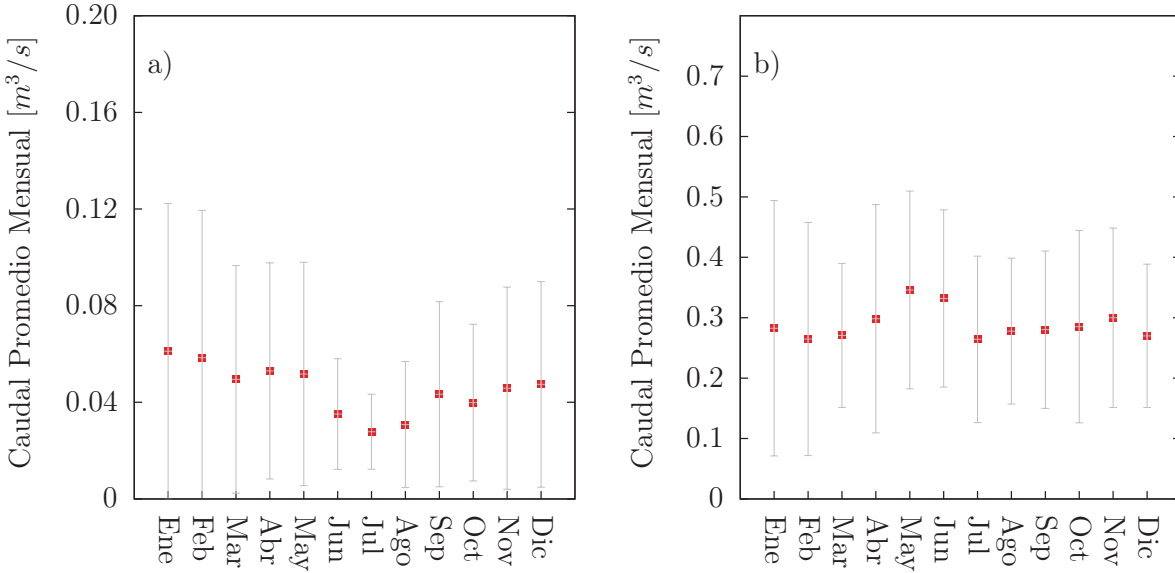 Caudal Promedio Mensual [m³/s]
a)
0.20
0.16
0.12
0.08
0.04
0
Ene
Feb
Mar
Abr
May
Jun
Jul
Ago
Sep
Oct
Nov
Dic
Caudal Promedio Mensual [m³/s]
b)
0.7
0.6
0.5
0.4
0.3
0.2
0.1
0
Ene
Feb
Mar
Abr
May
Jun
Jul
Ago
Sep
Oct
Nov
Dic